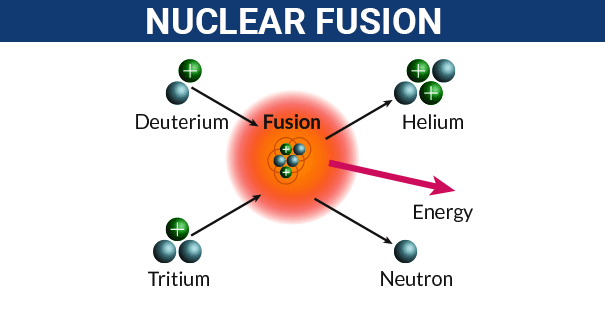 NUCLEAR FUSION
Deuterium
Fusion
Helium
Energy
Tritium
Neutron